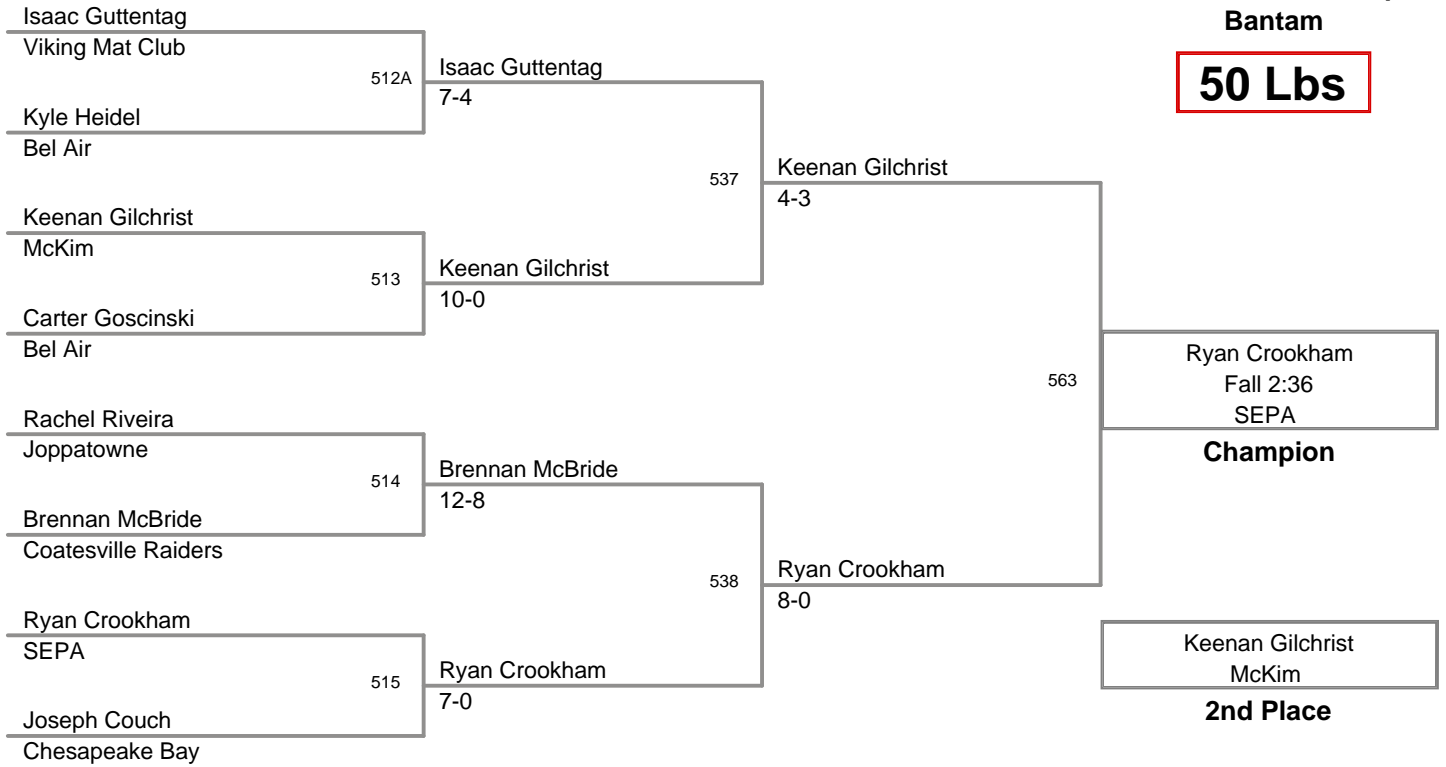 Bantam
50 Lbs
Isaac Guttentag
Viking Mat Club
512A
Kyle Heidel
Bel Air
Isaac Guttentag
7-4
Keenan Gilchrist
McKim
513
Carter Goscinski
Bel Air
Keenan Gilchrist
10-0
537
Keenan Gilchrist
4-3
Rachel Riveira
Joppatowne
514
Brennan McBride
Coatesville Raiders
Brennan McBride
12-8
Ryan Crookham
SEPA
515
Joseph Couch
Chesapeake Bay
Ryan Crookham
7-0
538
Ryan Crookham
8-0
563
Ryan Crookham
Fall 2:36
SEPA
Champion
Keenan Gilchrist
McKim
2nd Place